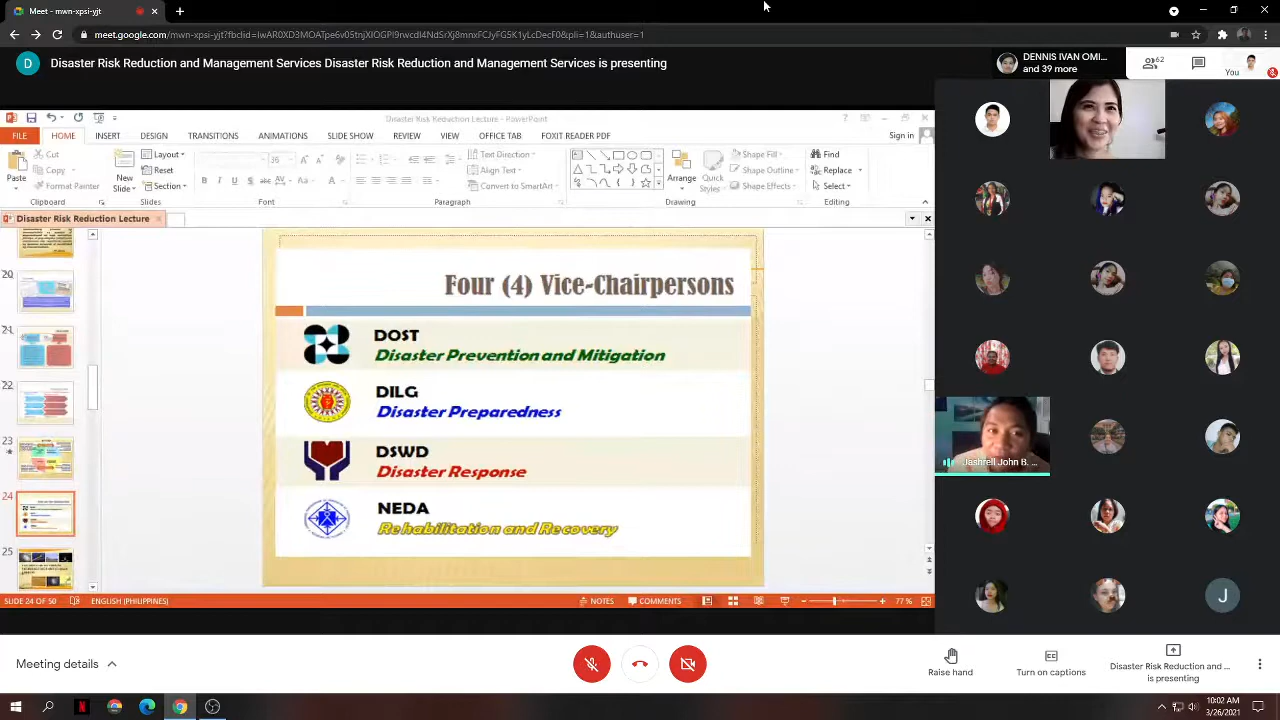 Meet - mwn-xpsi-yjt
D
Disaster Risk Reduction and Management Services Disaster Risk Reduction and Management Services is presenting
DENNIS IVAN OMI...
and 39 more
62
You
Disaster Risk Reduction Lecture - PowerPoint
FILE HOME INSERT DESIGN TRANSITIONS ANIMATIONS SLIDE SHOW REVIEW VIEW OFFICE TAB FOXIT READER PDF Sign in
Paste
Cut
Copy
Format Painter
Clipboard
New
Slide
Layout
Reset
Section
Slides
36
Font
Text Direction
Align Text
Convert to SmartArt
Paragraph
Arrange
Quick
Styles
Shape Fill
Shape Outline
Shape Effects
Drawing
Find
Replace
Select
Editing
Disaster Risk Reduction Lecture
20
21
22
23
24
25
Four (4) Vice-Chairpersons
DOST
Disaster Prevention and Mitigation
DILG
Disaster Preparedness
DSWD
Disaster Response
NEDA
Rehabilitation and Recovery
Jashrell John B. ...
J
SLIDE 24 OF 50 ENGLISH (PHILIPPINES) NOTES COMMENTS 77 %
Meeting details
Raise hand
Turn on captions
Disaster Risk Reduction and ...
is presenting
10:02 AM
3/26/2021